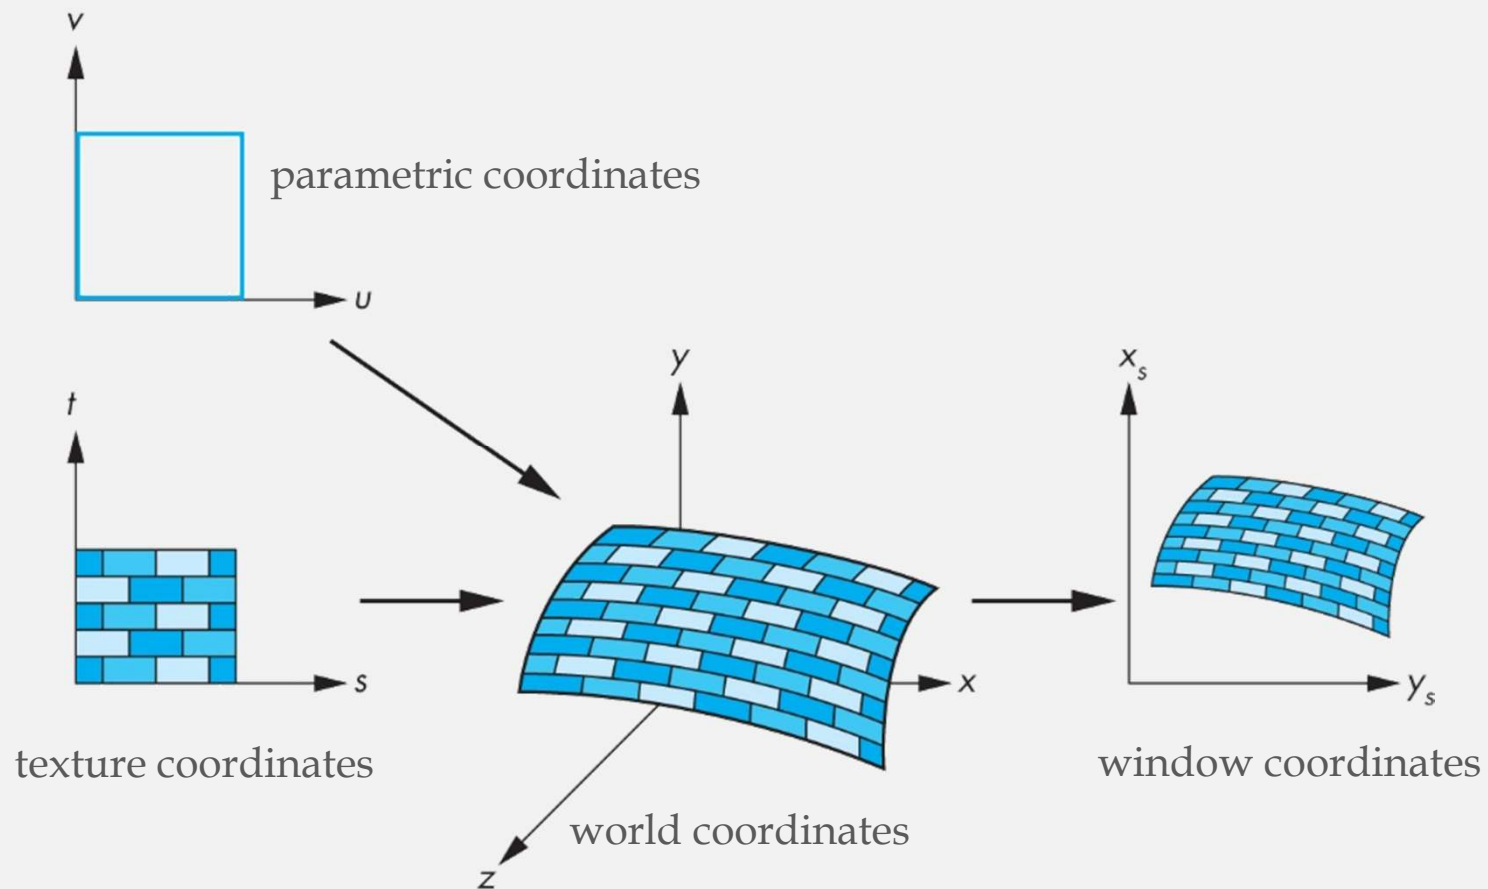 v
parametric coordinates
u
t
s
texture coordinates
y
x
z
world coordinates
x_s
y_s
window coordinates